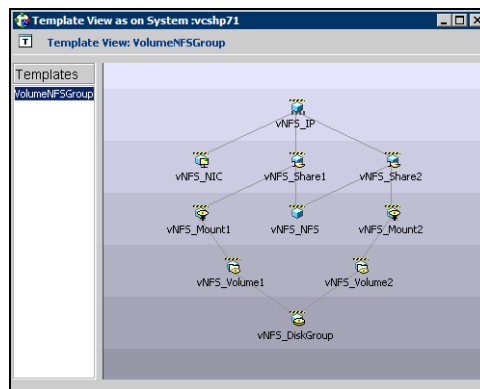 Template View as on System :vcshp71
T Template View: VolumeNFSGroup
Templates
VolumeNFSGroup
vNFS_IP
vNFS_NIC vNFS_Share1 vNFS_Share2
vNFS_Mount1 vNFS_NFS vNFS_Mount2
vNFS_Volume1 vNFS_Volume2
vNFS_DiskGroup